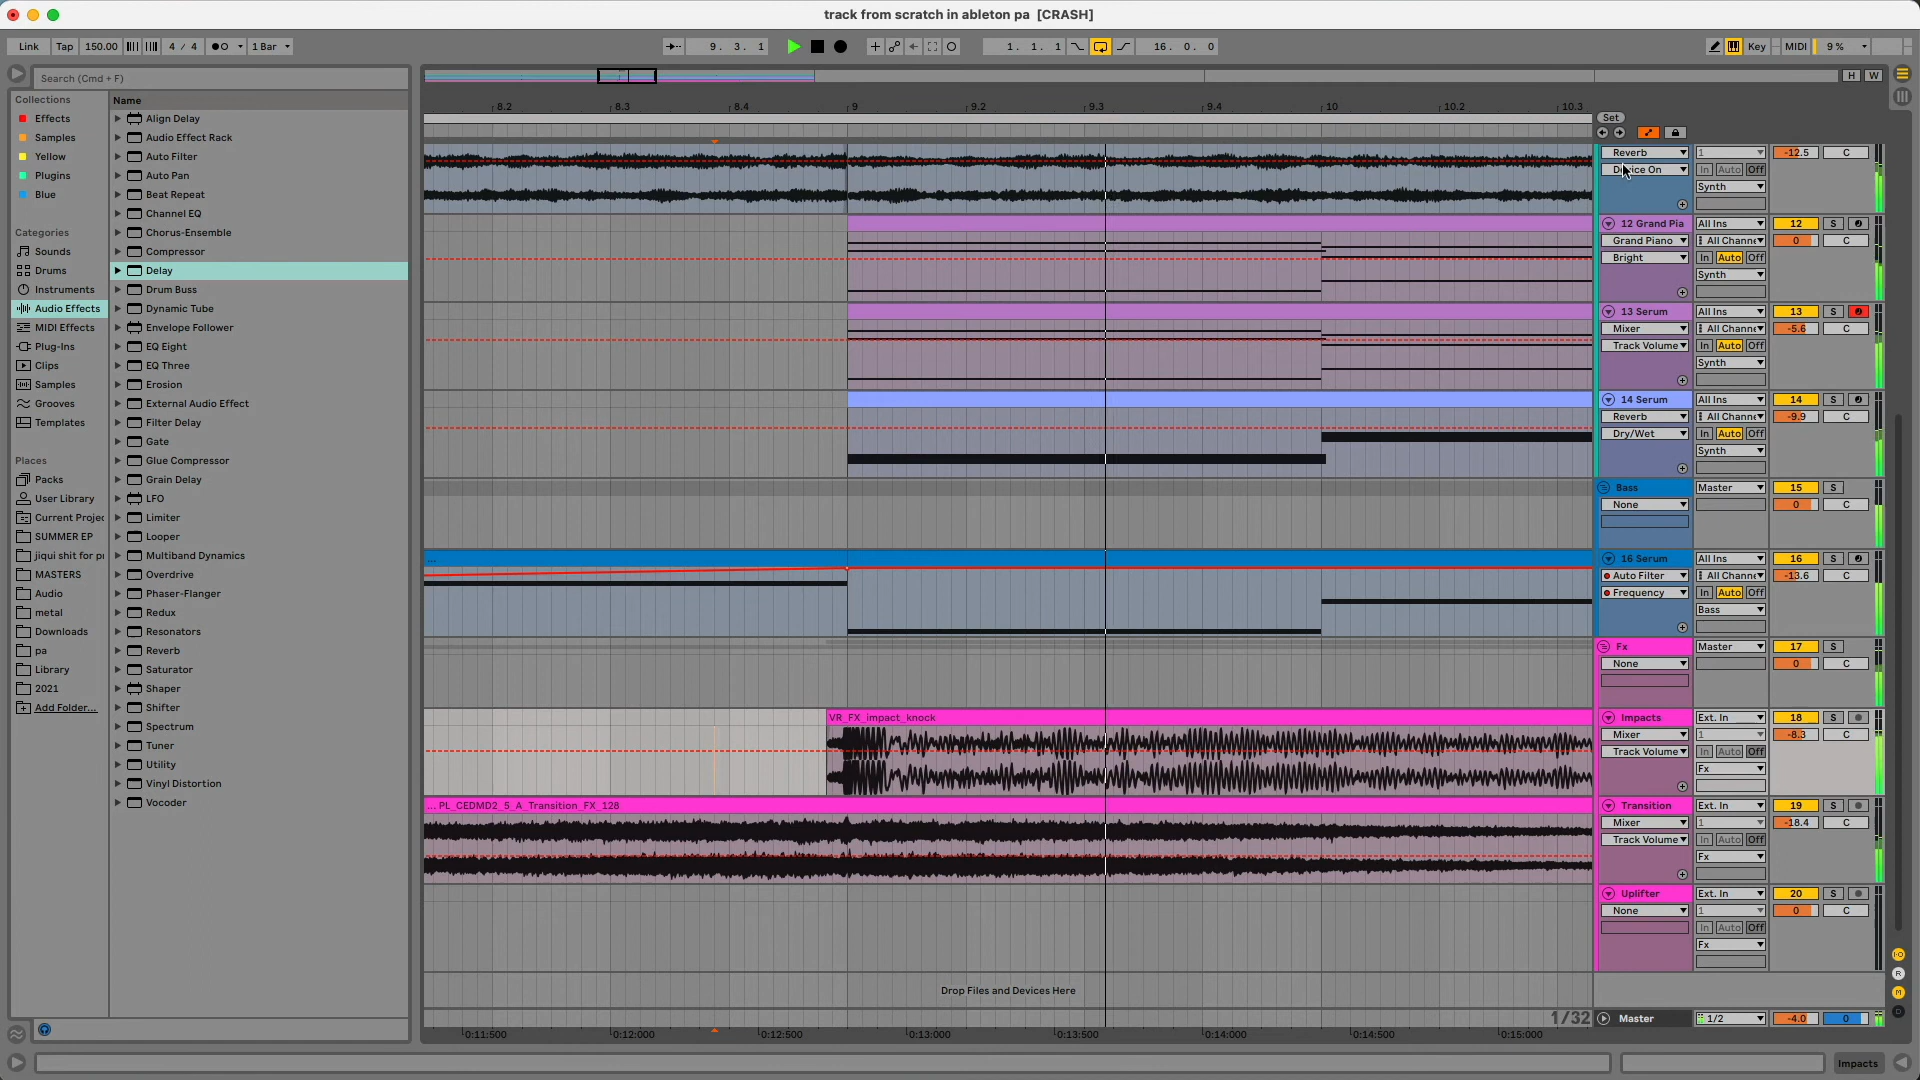 track from scratch in ableton pa  [CRASH]
Link Tap 150.00 4 / 4 1 Bar 9. 3. 1 1. 1. 1 16. 0. 0 Key MIDI 9 %
Search (Cmd + F)
H W
Collections
Effects
Samples
Yellow
Plugins
Blue
Categories
Sounds
Drums
Instruments
Audio Effects
MIDI Effects
Plug-Ins
Clips
Samples
Grooves
Templates
Places
Packs
User Library
Current Projec
SUMMER EP
jiqui shit for pr
MASTERS
Audio
metal
Downloads
pa
Library
2021
Add Folder...
Name
Align Delay
Audio Effect Rack
Auto Filter
Auto Pan
Beat Repeat
Channel EQ
Chorus-Ensemble
Compressor
Delay
Drum Buss
Dynamic Tube
Envelope Follower
EQ Eight
EQ Three
Erosion
External Audio Effect
Filter Delay
Gate
Glue Compressor
Grain Delay
LFO
Limiter
Looper
Multiband Dynamics
Overdrive
Phaser-Flanger
Redux
Resonators
Reverb
Saturator
Shaper
Shifter
Spectrum
Tuner
Utility
Vinyl Distortion
Vocoder
8.2 8.3 8.4 9 9.2 9.3 9.4 10 10.2 10.3
Set
Reverb 1 -12.5 C
Device On In Auto Off
Synth
12 Grand Pia All Ins 12 S
Grand Piano All Channe 0 C
Bright In Auto Off
Synth
13 Serum All Ins 13 S
Mixer All Channe -5.6 C
Track Volume In Auto Off
Synth
14 Serum All Ins 14 S
Reverb All Channe -9.9 C
Dry/Wet In Auto Off
Synth
Bass Master 15 S
None 0 C
...
16 Serum All Ins 16 S
Auto Filter All Channe -13.6 C
Frequency In Auto Off
Bass
Fx Master 17 S
None 0 C
VR_FX_impact_knock
Impacts Ext. In 18 S
Mixer 1 -8.3 C
Track Volume In Auto Off
Fx
... PL_CEDMD2_5_A_Transition_FX_128
Transition Ext. In 19 S
Mixer 1 -18.4 C
Track Volume In Auto Off
Fx
Uplifter Ext. In 20 S
None 1 0 C
In Auto Off
Fx
Drop Files and Devices Here
1/32
Master 1/2 -4.0 0
0:11:500 0:12:000 0:12:500 0:13:000 0:13:500 0:14:000 0:14:500 0:15:000
Impacts